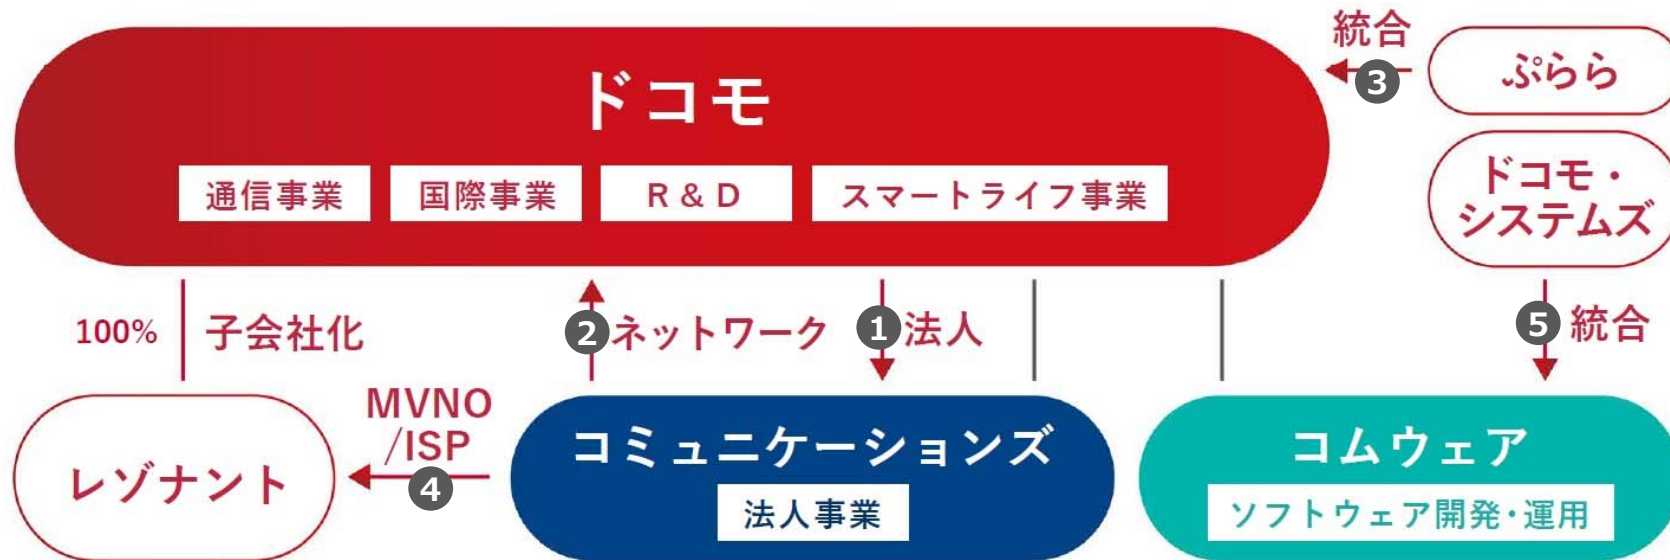 統合
3
ぷらら
ドコモ
ドコモ・
システムズ
通信事業
国際事業
R & D
スマートライフ事業
100%
子会社化
2
ネットワーク
1
法人
5
統合
MVNO
/ISP
4
レゾナント
コミュニケーションズ
法人事業
コムウェア
ソフトウェア開発・運用